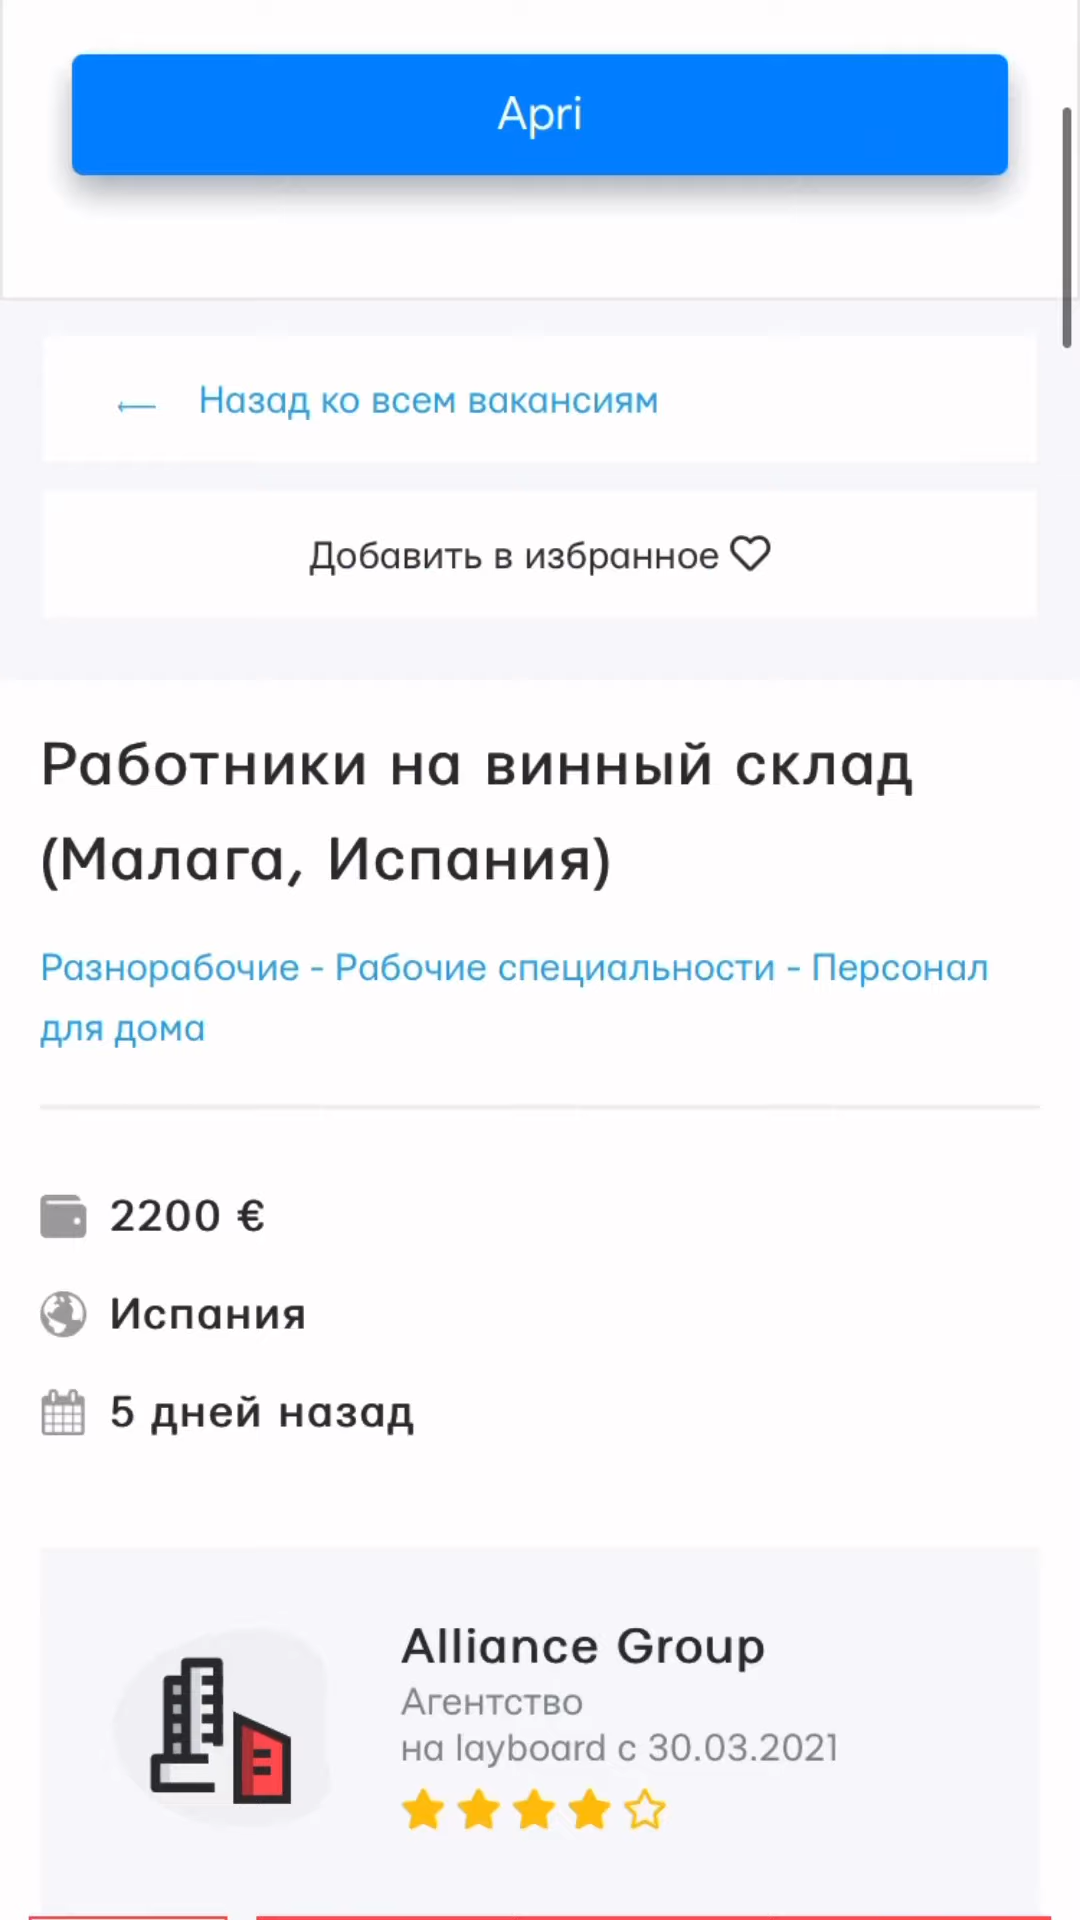 Apri
Назад ко всем вакансиям
Добавить в избранное
Работники на винный склад
(Малага, Испания)
Разнорабочие - Рабочие специальности - Персонал
для дома
2200 €
Испания
5 дней назад
Alliance Group
Агентство
на layboard с 30.03.2021